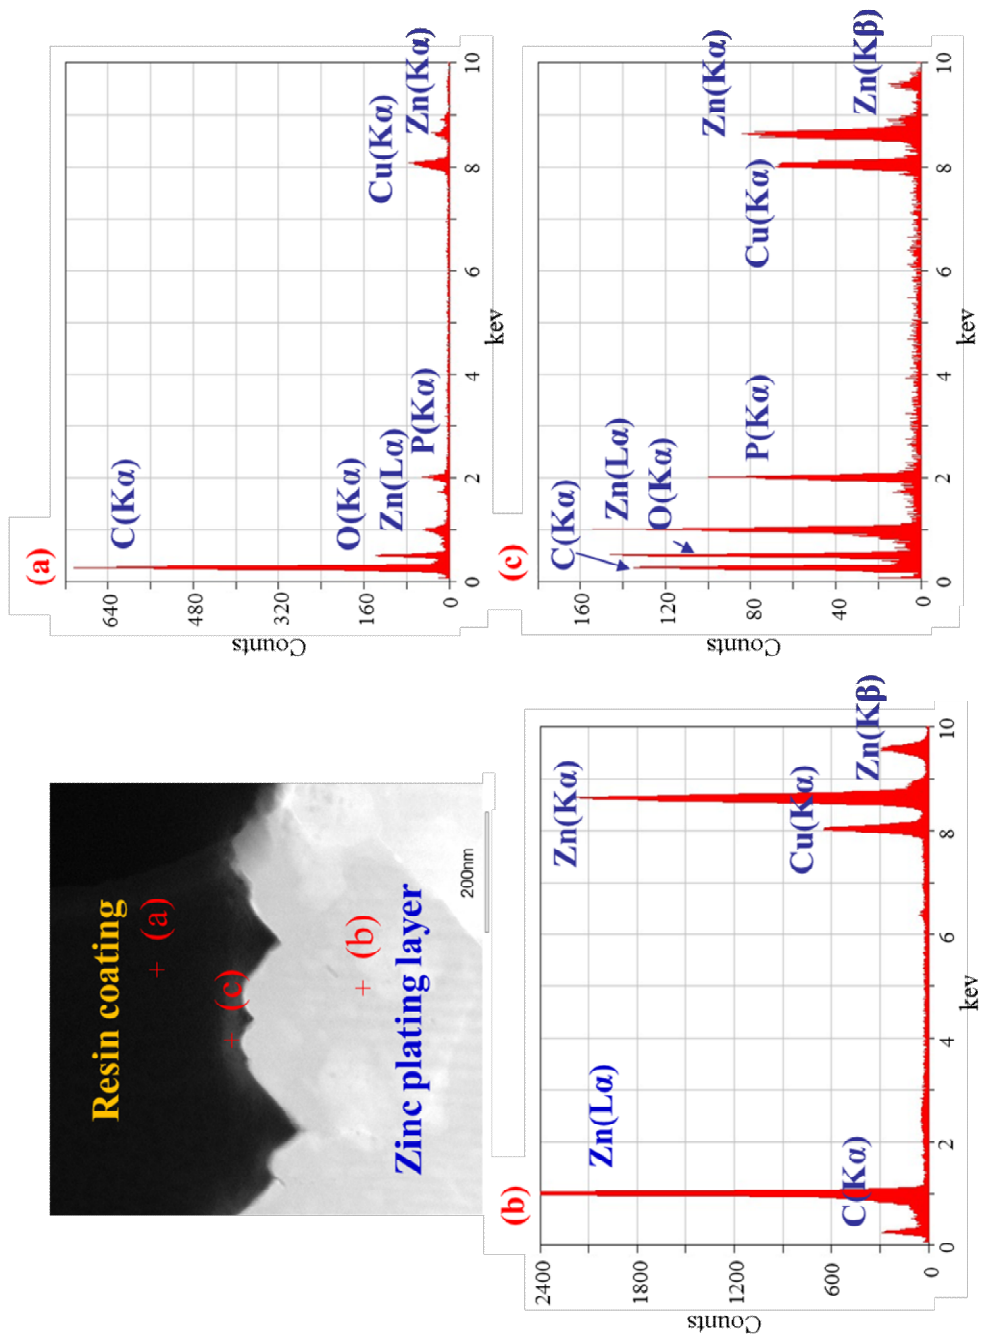 Resin coating
+ (a)
+ (c)
+ (b)
Zinc plating layer
200nm
(a)
Counts
640
480
320
160
0
C(Kα)
O(Kα)
Zn(Lα)
P(Kα)
Cu(Kα)
Zn(Kα)
0 2 4 6 8 10
kev
(b)
Counts
2400
1800
1200
600
0
C(Kα)
Zn(Lα)
Zn(Kα)
Cu(Kα)
Zn(Kβ)
0 2 4 6 8 10
kev
(c)
Counts
160
120
80
40
0
C(Kα)
Zn(Lα)
O(Kα)
P(Kα)
Cu(Kα)
Zn(Kα)
Zn(Kβ)
0 2 4 6 8 10
kev